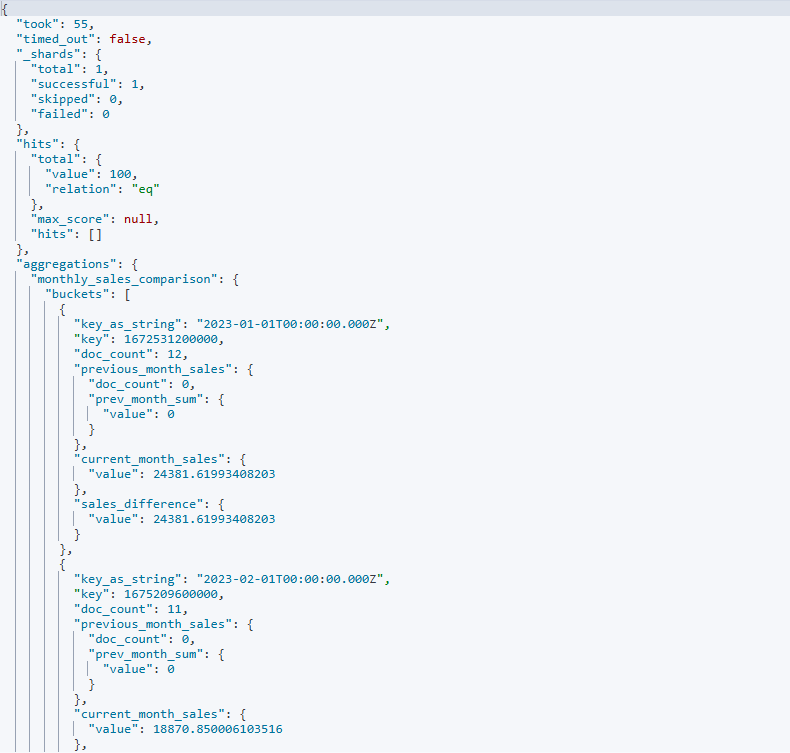 {
"took": 55,
"timed_out": false,
"_shards": {
"total": 1,
"successful": 1,
"skipped": 0,
"failed": 0
},
"hits": {
"total": {
"value": 100,
"relation": "eq"
},
"max_score": null,
"hits": []
},
"aggregations": {
"monthly_sales_comparison": {
"buckets": [
{
"key_as_string": "2023-01-01T00:00:00.000Z",
"key": 1672531200000,
"doc_count": 12,
"previous_month_sales": {
"doc_count": 0,
"prev_month_sum": {
"value": 0
}
},
"current_month_sales": {
"value": 24381.61993408203
},
"sales_difference": {
"value": 24381.61993408203
}
},
{
"key_as_string": "2023-02-01T00:00:00.000Z",
"key": 1675209600000,
"doc_count": 11,
"previous_month_sales": {
"doc_count": 0,
"prev_month_sum": {
"value": 0
}
},
"current_month_sales": {
"value": 18870.850006103516
},